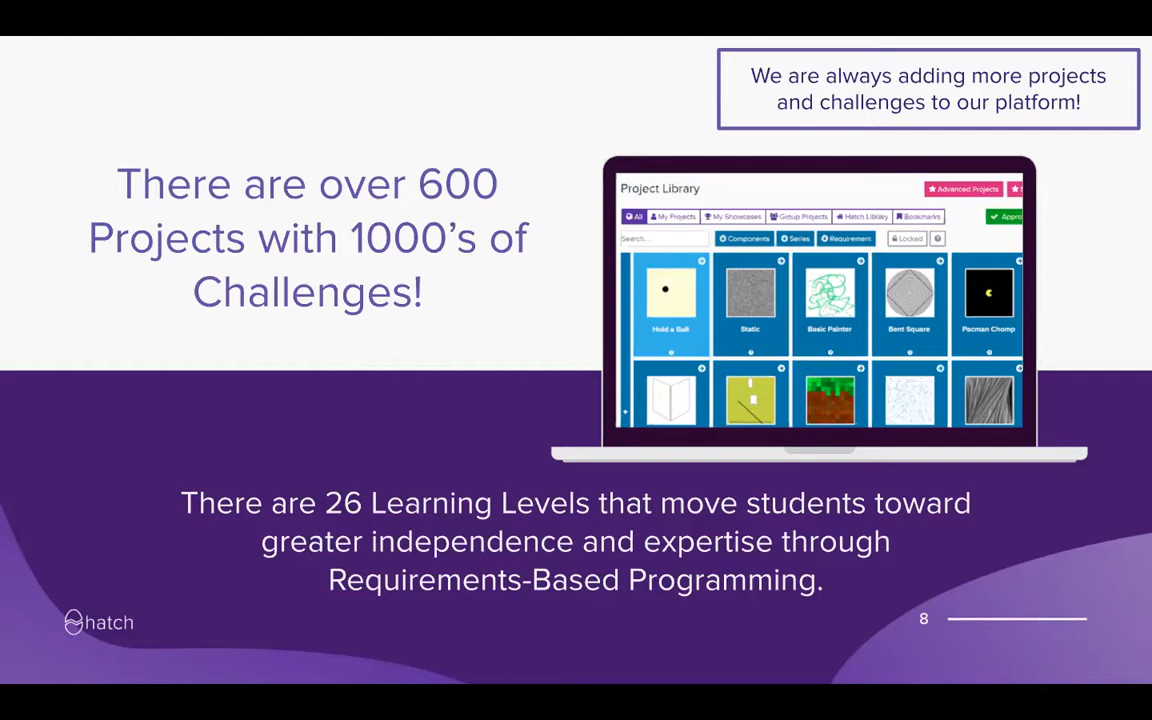 We are always adding more projects
and challenges to our platform!
There are over 600
Projects with 1000's of
Challenges!
Project Library
Advanced Projects
All My Projects My Showcases Group Projects Hatch Library Bookmarks
Search... Components Series Requirement Locked
Hold a Ball Static Basic Painter Bent Square Pacman Chomp
There are 26 Learning Levels that move students toward
greater independence and expertise through
Requirements-Based Programming.
hatch
8